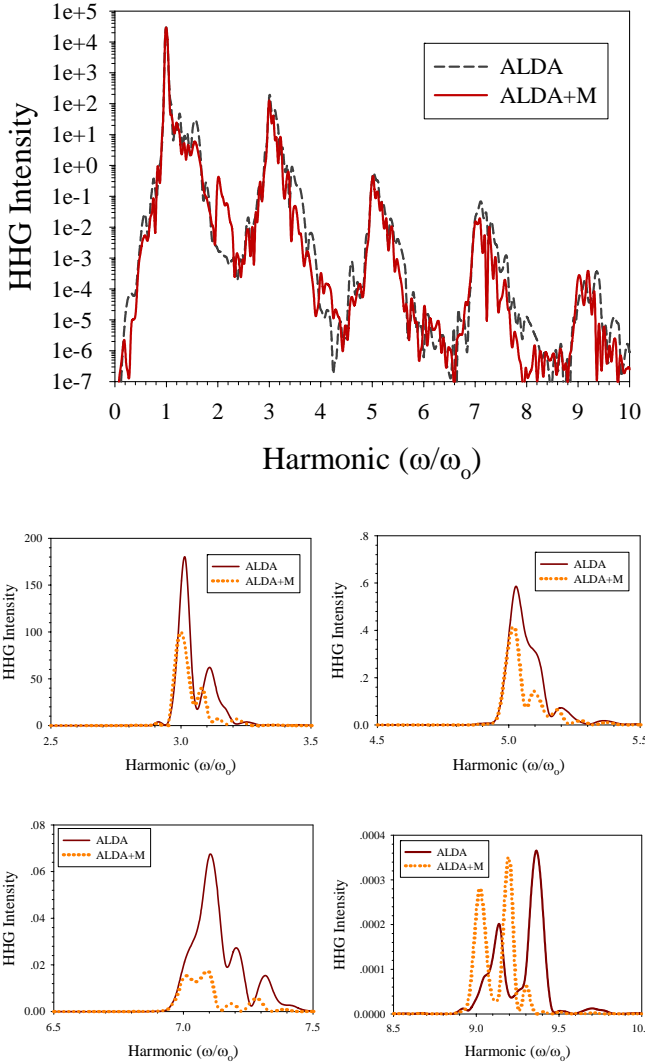 1e+5
1e+4
1e+3
1e+2
1e+1
1e+0
1e-1
1e-2
1e-3
1e-4
1e-5
1e-6
1e-7
HHG Intensity
ALDA
ALDA+M
0 1 2 3 4 5 6 7 8 9 10
Harmonic (ω/ωo)
200
150
100
50
0
HHG Intensity
ALDA
ALDA+M
2.5 3.0 3.5
Harmonic (ω/ωo)
.8
.6
.4
.2
0.0
HHG Intensity
ALDA
ALDA+M
4.5 5.0 5.5
Harmonic (ω/ωo)
.08
.06
.04
.02
0.00
HHG Intensity
ALDA
ALDA+M
6.5 7.0 7.5
Harmonic (ω/ωo)
.0004
.0003
.0002
.0001
0.0000
HHG Intensity
ALDA
ALDA+M
8.5 9.0 9.5 10.
Harmonic (ω/ωo)